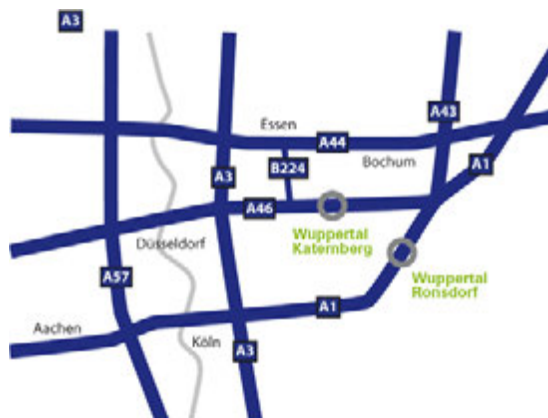 A3
A43
Essen
A44
Bochum
A1
B224
A3
A46
Wuppertal
Katernberg
Düsseldorf
Wuppertal
Ronsdorf
A57
A1
Aachen
Köln
A3